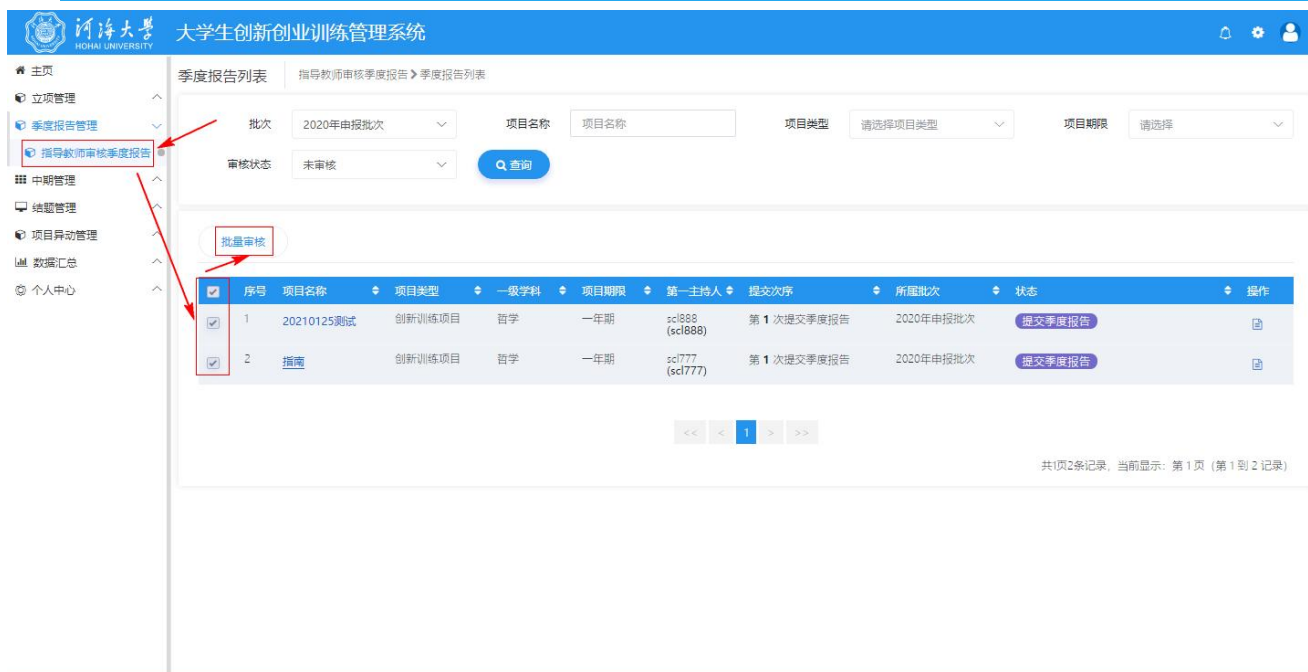 河海大学 大学生创新创业训练管理系统
HOHAI UNIVERSITY
主页
立项管理
季度报告管理
指导教师审核季度报告
中期管理
结题管理
项目异动管理
数据汇总
个人中心
季度报告列表 指导教师审核季度报告 > 季度报告列表
批次 2020年申报批次 项目名称 项目名称 项目类型 请选择项目类型 项目期限 请选择
审核状态 未审核 查询
批量审核
序号 项目名称 项目类型 一级学科 项目期限 第一主持人 提交次序 所属批次 状态 操作
1 20210125测试 创新训练项目 哲学 一年期 scl888 第 1 次提交季度报告 2020年申报批次 提交季度报告
(scl888)
2 指南 创新训练项目 哲学 一年期 scl777 第 1 次提交季度报告 2020年申报批次 提交季度报告
(scl777)
<< < 1 > >>
共1页2条记录, 当前显示: 第 1 页 (第 1 到 2 记录)